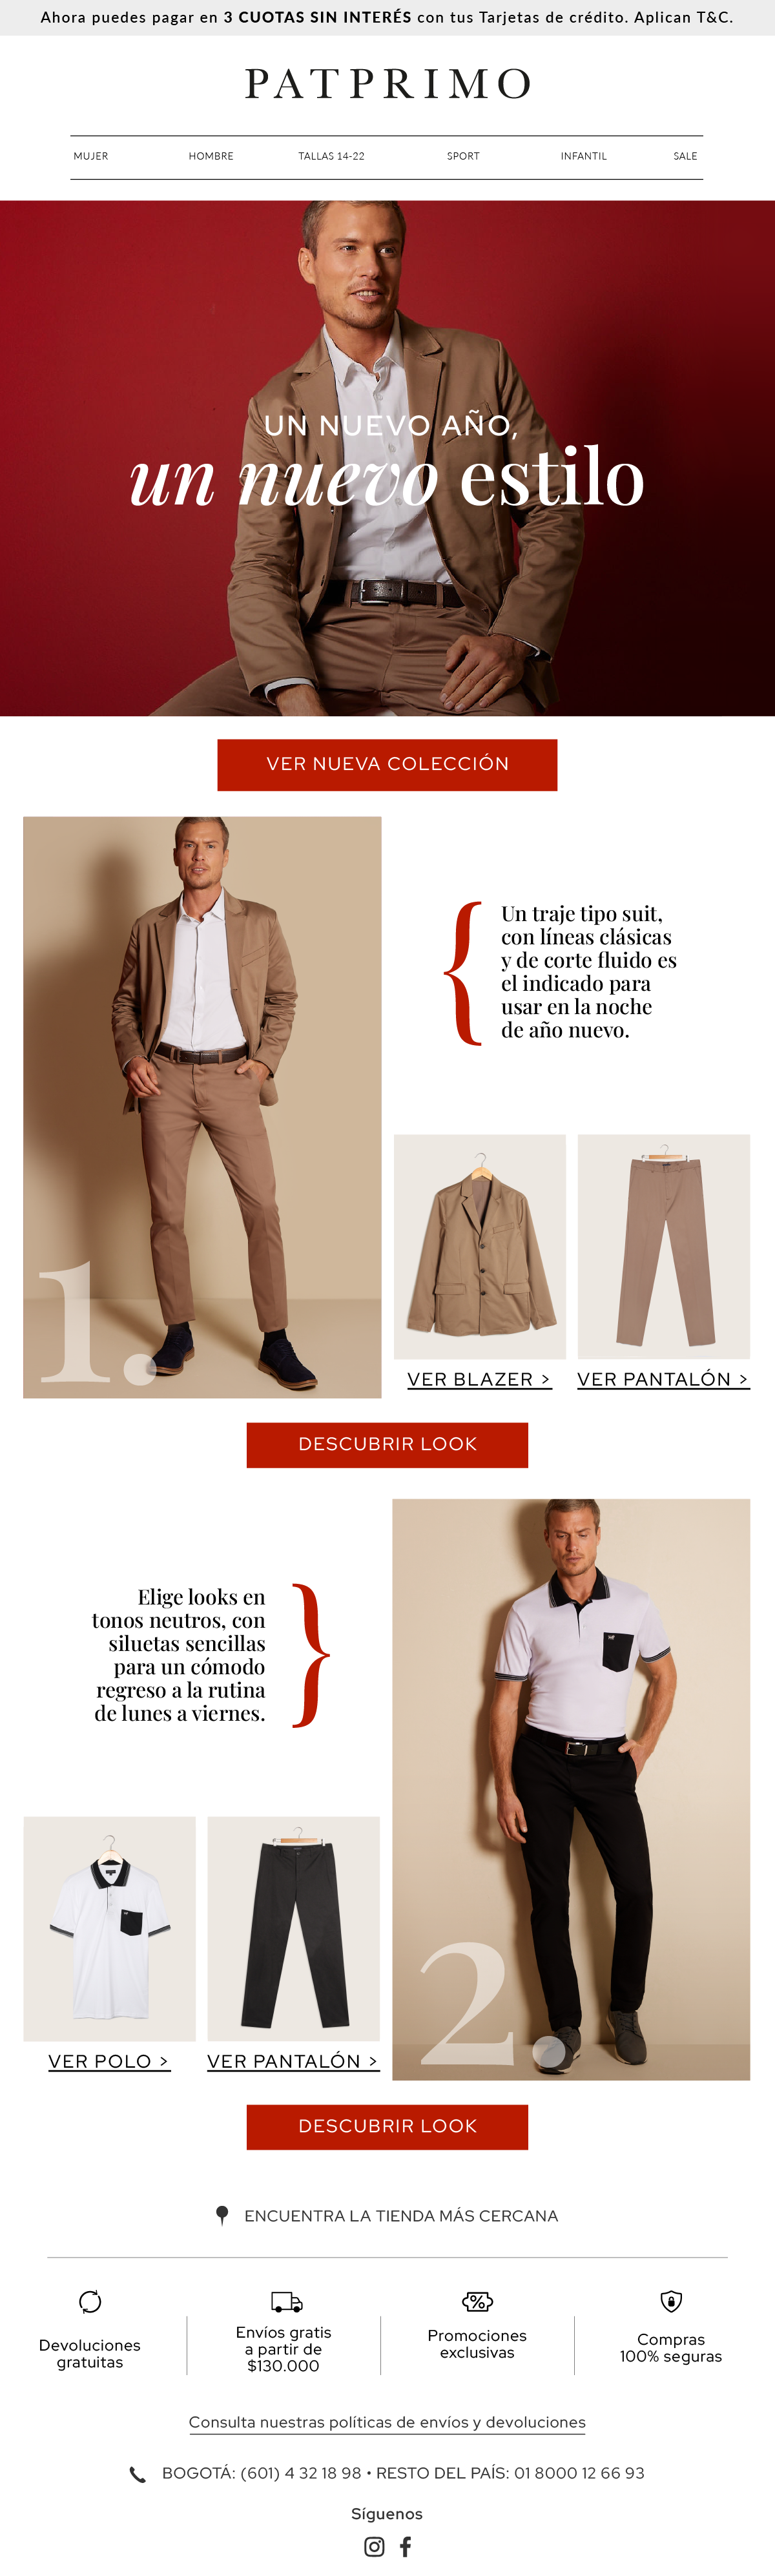 Ahora puedes pagar en 3 CUOTAS SIN INTERÉS con tus Tarjetas de crédito. Aplican T&C.
PATPRIMO
MUJER HOMBRE TALLAS 14-22 SPORT INFANTIL SALE
UN NUEVO AÑO,
un nuevo estilo
VER NUEVA COLECCIÓN
Un traje tipo suit,
con líneas clásicas
y de corte fluido es
el indicado para
usar en la noche
de año nuevo.
1.
VER BLAZER > VER PANTALÓN >
DESCUBRIR LOOK
Elige looks en
tonos neutros, con
siluetas sencillas
para un cómodo
regreso a la rutina
de lunes a viernes.
2.
VER POLO > VER PANTALÓN >
DESCUBRIR LOOK
ENCUENTRA LA TIENDA MÁS CERCANA
Devoluciones
gratuitas
Envíos gratis
a partir de
$130.000
Promociones
exclusivas
Compras
100% seguras
Consulta nuestras políticas de envíos y devoluciones
BOGOTÁ: (601) 4 32 18 98 • RESTO DEL PAÍS: 01 8000 12 66 93
Síguenos